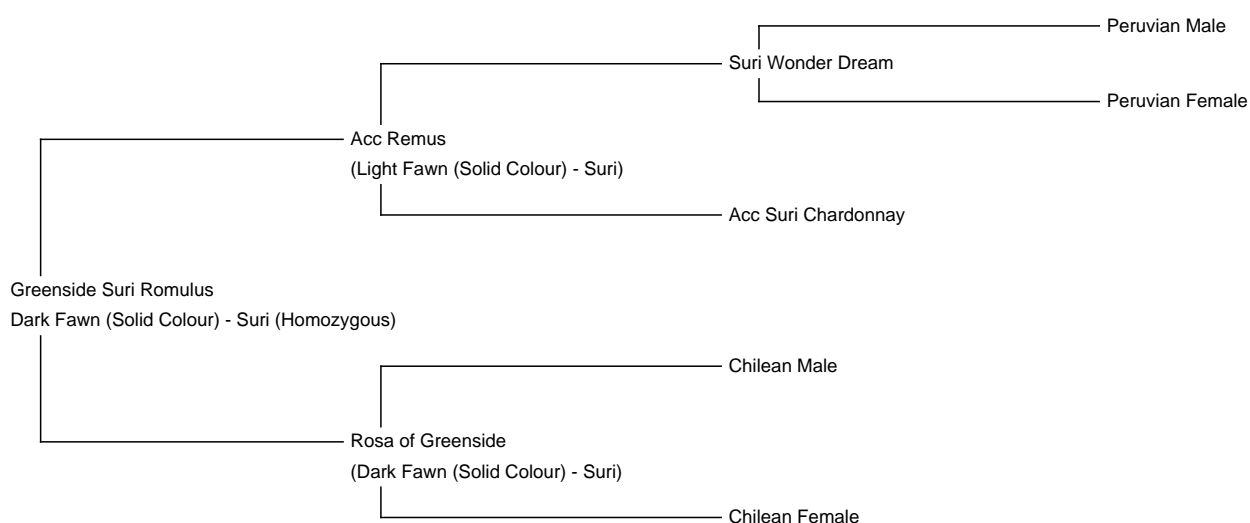 Peruvian Male
Suri Wonder Dream
Peruvian Female
Acc Remus
(Light Fawn (Solid Colour) - Suri)
Acc Suri Chardonnay
Greenside Suri Romulus
Dark Fawn (Solid Colour) - Suri (Homozygous)
Chilean Male
Rosa of Greenside
(Dark Fawn (Solid Colour) - Suri)
Chilean Female